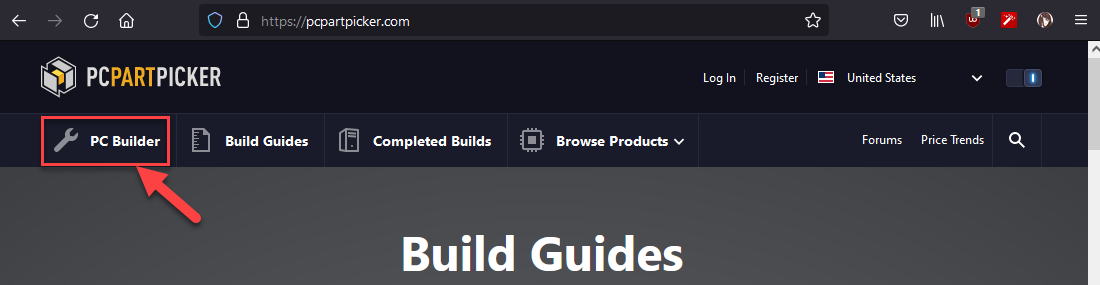 https://pcpartpicker.com
1
PCPARTPICKER
Log In Register United States
PC Builder Build Guides Completed Builds Browse Products Forums Price Trends
Build Guides